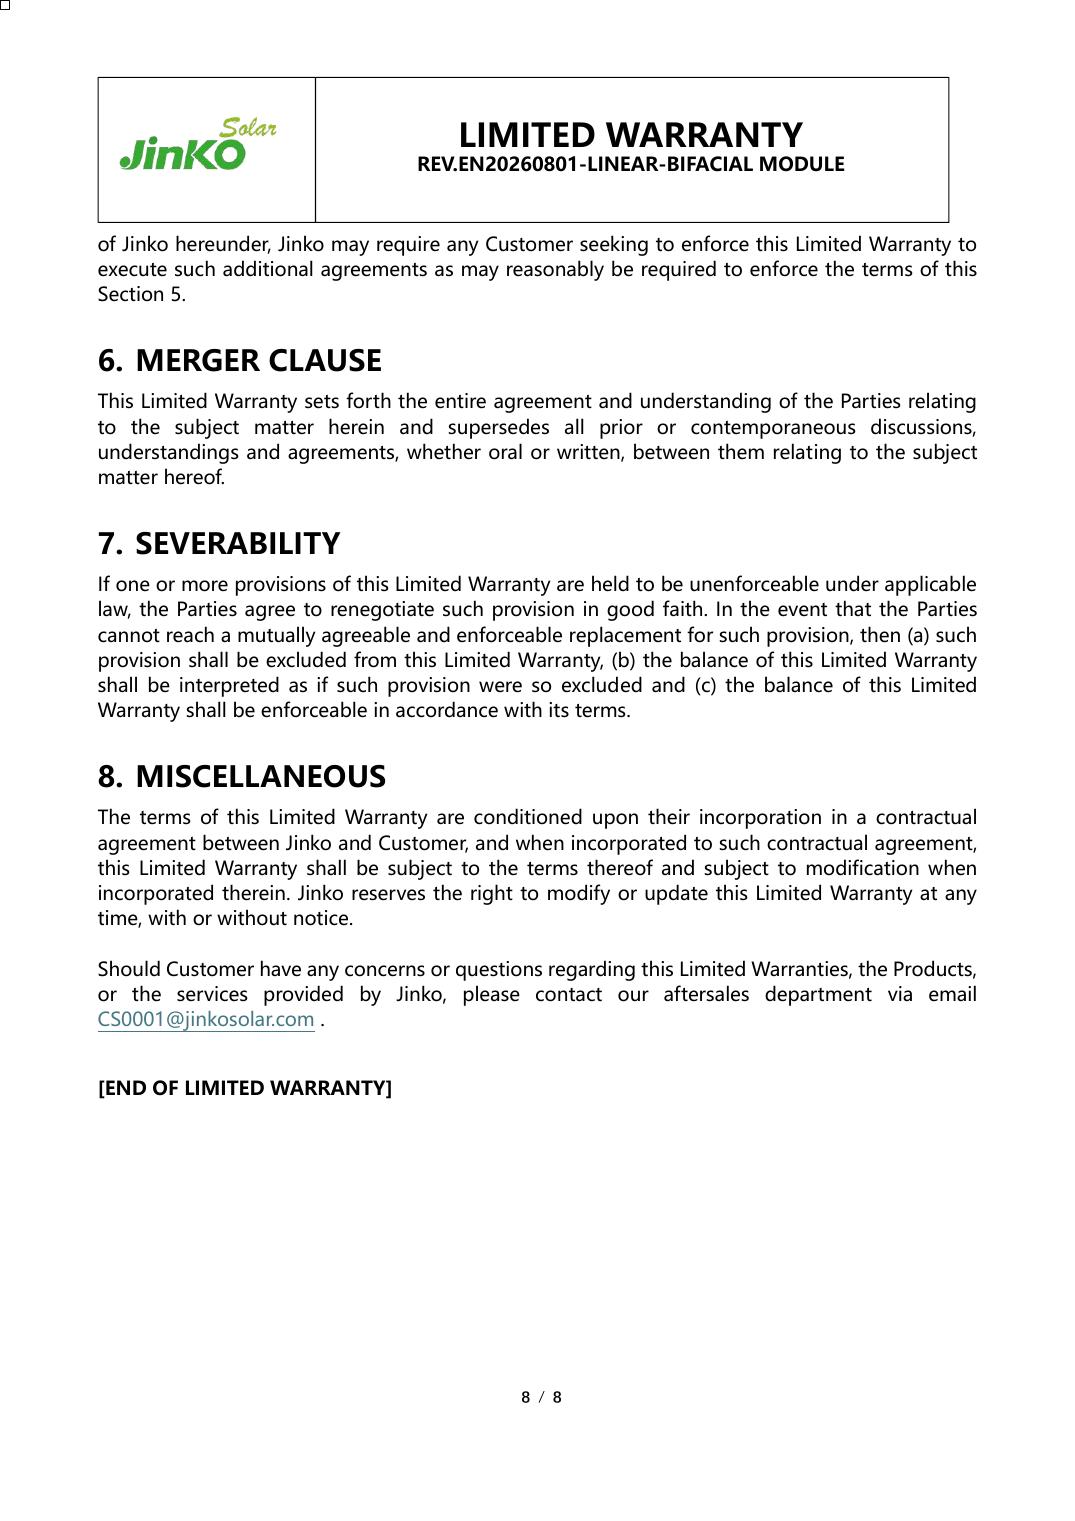 Solar
JinKO
LIMITED WARRANTY
REV.EN20260801-LINEAR-BIFACIAL MODULE
of Jinko hereunder, Jinko may require any Customer seeking to enforce this Limited Warranty to
execute such additional agreements as may reasonably be required to enforce the terms of this
Section 5.
6. MERGER CLAUSE
This Limited Warranty sets forth the entire agreement and understanding of the Parties relating
to the subject matter herein and supersedes all prior or contemporaneous discussions,
understandings and agreements, whether oral or written, between them relating to the subject
matter hereof.
7. SEVERABILITY
If one or more provisions of this Limited Warranty are held to be unenforceable under applicable
law, the Parties agree to renegotiate such provision in good faith. In the event that the Parties
cannot reach a mutually agreeable and enforceable replacement for such provision, then (a) such
provision shall be excluded from this Limited Warranty, (b) the balance of this Limited Warranty
shall be interpreted as if such provision were so excluded and (c) the balance of this Limited
Warranty shall be enforceable in accordance with its terms.
8. MISCELLANEOUS
The terms of this Limited Warranty are conditioned upon their incorporation in a contractual
agreement between Jinko and Customer, and when incorporated to such contractual agreement,
this Limited Warranty shall be subject to the terms thereof and subject to modification when
incorporated therein. Jinko reserves the right to modify or update this Limited Warranty at any
time, with or without notice.
Should Customer have any concerns or questions regarding this Limited Warranties, the Products,
or the services provided by Jinko, please contact our aftersales department via email
CS0001@jinkosolar.com .
[END OF LIMITED WARRANTY]
8 / 8